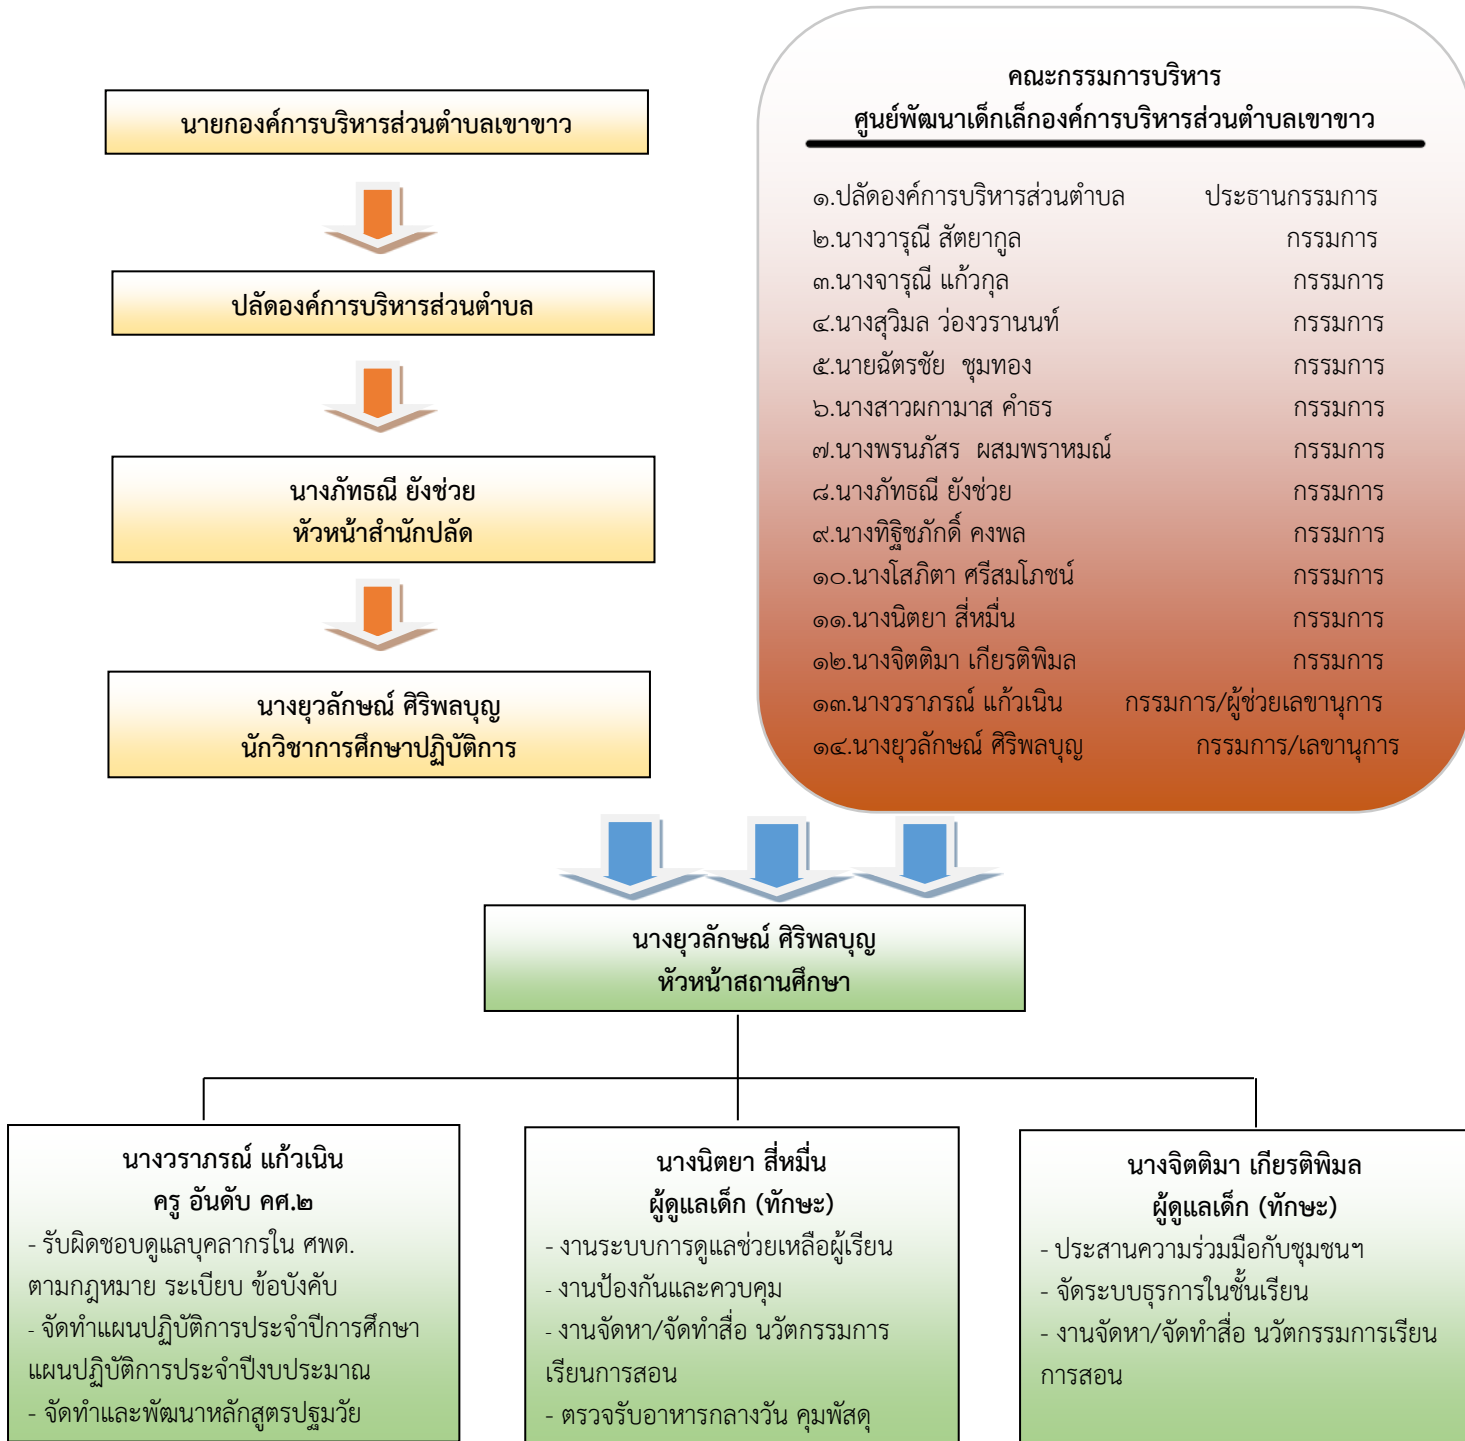 นายกองค์การบริหารส่วนตำบลเขาขาว
ปลัดองค์การบริหารส่วนตำบล
นางภัทธณี ยังช่วย
หัวหน้าสำนักปลัด
นางยุวลักษณ์ ศิริพลบุญ
นักวิชาการศึกษาปฏิบัติการ
คณะกรรมการบริหาร
ศูนย์พัฒนาเด็กเล็กองค์การบริหารส่วนตำบลเขาขาว
๑.ปลัดองค์การบริหารส่วนตำบล ประธานกรรมการ
๒.นางวารุณี สัตยากูล กรรมการ
๓.นางจารุณี แก้วกุล กรรมการ
๔.นางสุวิมล ว่องวรานนท์ กรรมการ
๕.นายฉัตรชัย ชุมทอง กรรมการ
๖.นางสาวผกามาส คำธร กรรมการ
๗.นางพรนภัสร ผสมพราหมณ์ กรรมการ
๘.นางภัทธณี ยังช่วย กรรมการ
๙.นางทิฐิชภักดิ์ คงพล กรรมการ
๑๐.นางโสภิตา ศรีสมโภชน์ กรรมการ
๑๑.นางนิตยา สี่หมื่น กรรมการ
๑๒.นางจิตติมา เกียรติพิมล กรรมการ
๑๓.นางวราภรณ์ แก้วเนิน กรรมการ/ผู้ช่วยเลขานุการ
๑๔.นางยุวลักษณ์ ศิริพลบุญ กรรมการ/เลขานุการ
นางยุวลักษณ์ ศิริพลบุญ
หัวหน้าสถานศึกษา
นางวราภรณ์ แก้วเนิน
ครู อันดับ คศ.๒
- รับผิดชอบดูแลบุคลากรใน ศพด.
ตามกฎหมาย ระเบียบ ข้อบังคับ
- จัดทำแผนปฏิบัติการประจำปีการศึกษา
แผนปฏิบัติการประจำปีงบประมาณ
- จัดทำและพัฒนาหลักสูตรปฐมวัย
นางนิตยา สี่หมื่น
ผู้ดูแลเด็ก (ทักษะ)
- งานระบบการดูแลช่วยเหลือผู้เรียน
- งานป้องกันและควบคุม
- งานจัดหา/จัดทำสื่อ นวัตกรรมการ
เรียนการสอน
- ตรวจรับอาหารกลางวัน คุมพัสดุ
นางจิตติมา เกียรติพิมล
ผู้ดูแลเด็ก (ทักษะ)
- ประสานความร่วมมือกับชุมชนฯ
- จัดระบบธุรการในชั้นเรียน
- งานจัดหา/จัดทำสื่อ นวัตกรรมการเรียน
การสอน